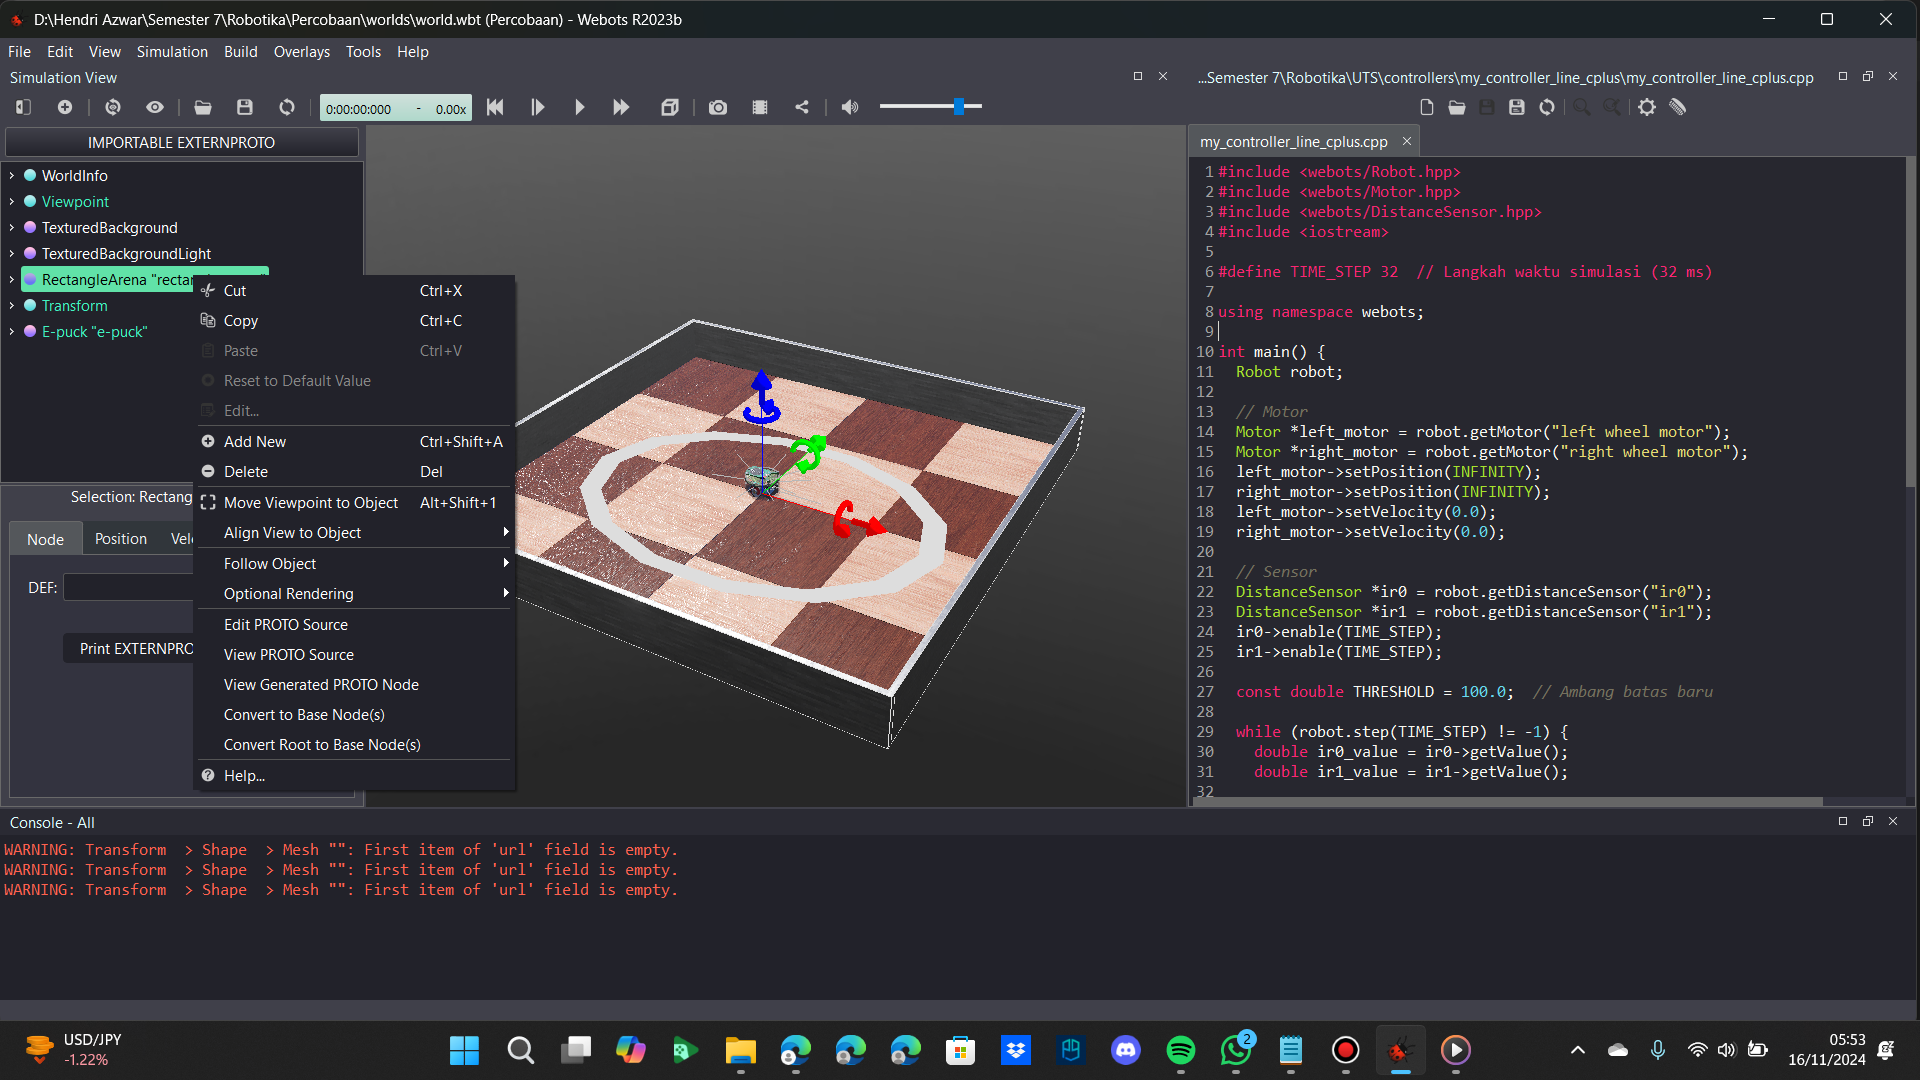 D:\Hendri Azwar\Semester 7\Robotika\Percobaan\worlds\world.wbt (Percobaan) - Webots R2023b
File Edit View Simulation Build Overlays Tools Help
Simulation View
0:00:00:000 - 0.00x
IMPORTABLE EXTERNPROTO
WorldInfo
Viewpoint
TexturedBackground
TexturedBackgroundLight
RectangleArena "rectan
Transform
E-puck "e-puck"
Cut Ctrl+X
Copy Ctrl+C
Paste Ctrl+V
Reset to Default Value
Edit...
Add New Ctrl+Shift+A
Delete Del
Move Viewpoint to Object Alt+Shift+1
Align View to Object
Follow Object
Optional Rendering
Edit PROTO Source
View PROTO Source
View Generated PROTO Node
Convert to Base Node(s)
Convert Root to Base Node(s)
Help...
Selection: Rectang
Node Position Vel
DEF:
Print EXTERNPRO
...Semester 7\Robotika\UTS\controllers\my_controller_line_cplus\my_controller_line_cplus.cpp
my_controller_line_cplus.cpp
1 #include <webots/Robot.hpp>
2 #include <webots/Motor.hpp>
3 #include <webots/DistanceSensor.hpp>
4 #include <iostream>
5
6 #define TIME_STEP 32 // Langkah waktu simulasi (32 ms)
7
8 using namespace webots;
9
10 int main() {
11 Robot robot;
12
13 // Motor
14 Motor *left_motor = robot.getMotor("left wheel motor");
15 Motor *right_motor = robot.getMotor("right wheel motor");
16 left_motor->setPosition(INFINITY);
17 right_motor->setPosition(INFINITY);
18 left_motor->setVelocity(0.0);
19 right_motor->setVelocity(0.0);
20
21 // Sensor
22 DistanceSensor *ir0 = robot.getDistanceSensor("ir0");
23 DistanceSensor *ir1 = robot.getDistanceSensor("ir1");
24 ir0->enable(TIME_STEP);
25 ir1->enable(TIME_STEP);
26
27 const double THRESHOLD = 100.0; // Ambang batas baru
28
29 while (robot.step(TIME_STEP) != -1) {
30 double ir0_value = ir0->getValue();
31 double ir1_value = ir1->getValue();
32
Console - All
WARNING: Transform > Shape > Mesh "": First item of 'url' field is empty.
WARNING: Transform > Shape > Mesh "": First item of 'url' field is empty.
WARNING: Transform > Shape > Mesh "": First item of 'url' field is empty.
USD/JPY
-1.22%
2
05:53
16/11/2024